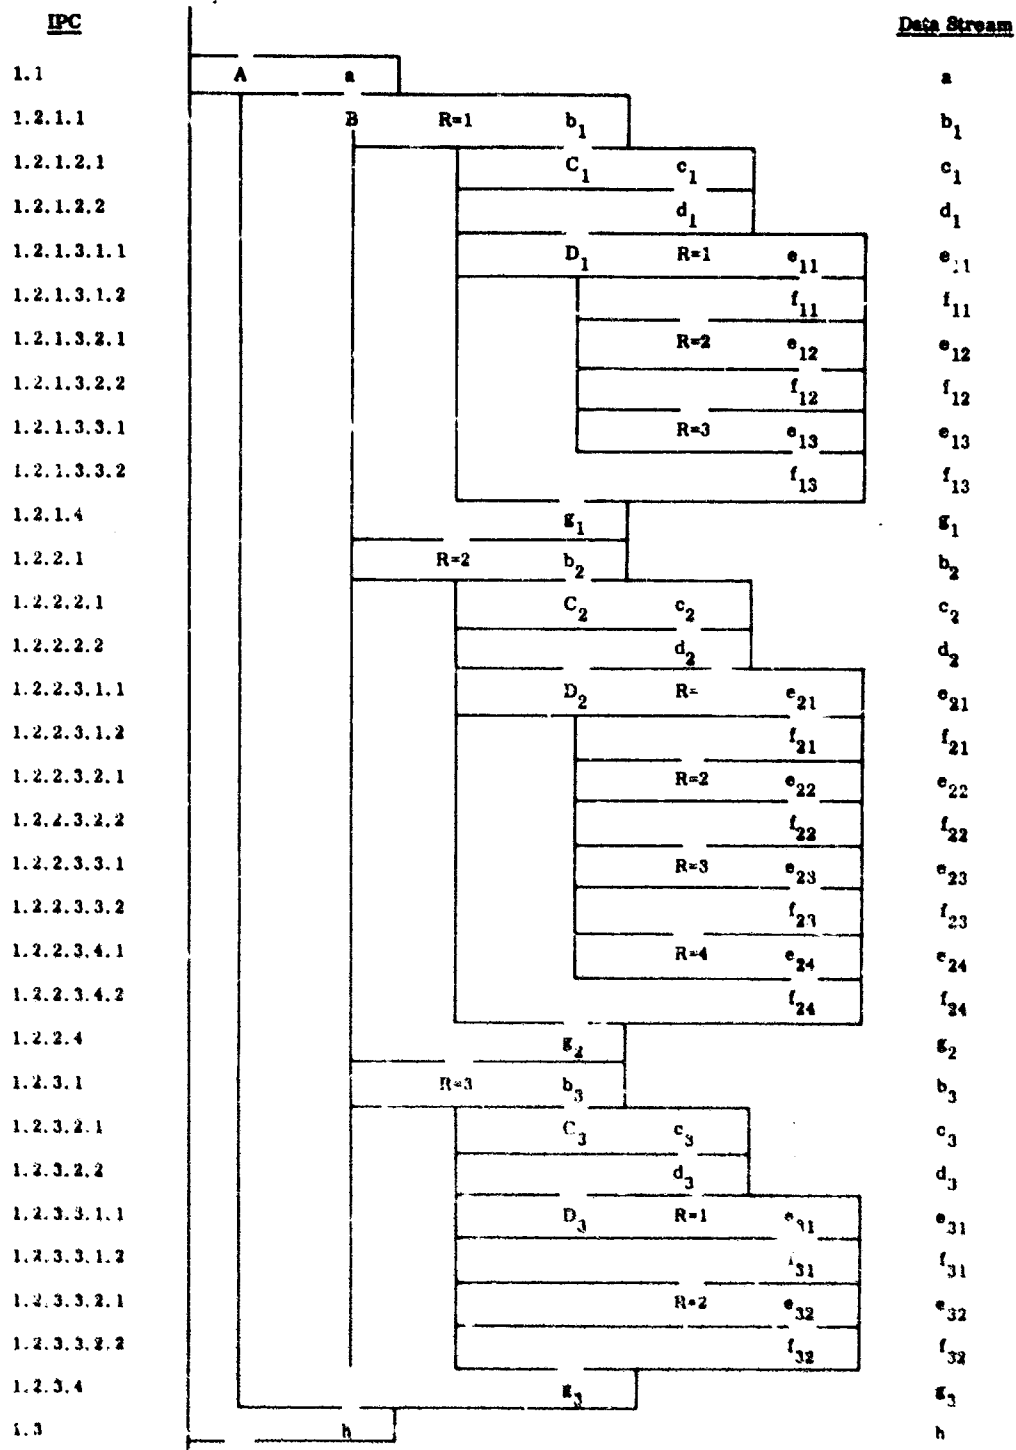 IPC Data Stream
1.1 A a a
1.2.1.1 B R=1 b1 b1
1.2.1.2.1 C1 c1 c1
1.2.1.2.2 d1 d1
1.2.1.3.1.1 D1 R=1 e11 e11
1.2.1.3.1.2 f11 f11
1.2.1.3.2.1 R=2 e12 e12
1.2.1.3.2.2 f12 f12
1.2.1.3.3.1 R=3 e13 e13
1.2.1.3.3.2 f13 f13
1.2.1.4 g1 g1
1.2.2.1 R=2 b2 b2
1.2.2.2.1 C2 c2 c2
1.2.2.2.2 d2 d2
1.2.2.3.1.1 D2 R= e21 e21
1.2.2.3.1.2 f21 f21
1.2.2.3.2.1 R=2 e22 e22
1.2.2.3.2.2 f22 f22
1.2.2.3.3.1 R=3 e23 e23
1.2.2.3.3.2 f23 f23
1.2.2.3.4.1 R=4 e24 e24
1.2.2.3.4.2 f24 f24
1.2.2.4 g2 g2
1.2.3.1 R=3 b3 b3
1.2.3.2.1 C3 c3 c3
1.2.3.2.2 d3 d3
1.2.3.3.1.1 D3 R=1 e31 e31
1.2.3.3.1.2 f31 f31
1.2.3.3.2.1 R=2 e32 e32
1.2.3.3.2.2 f32 f32
1.2.3.4 g3 g3
1.3 h h